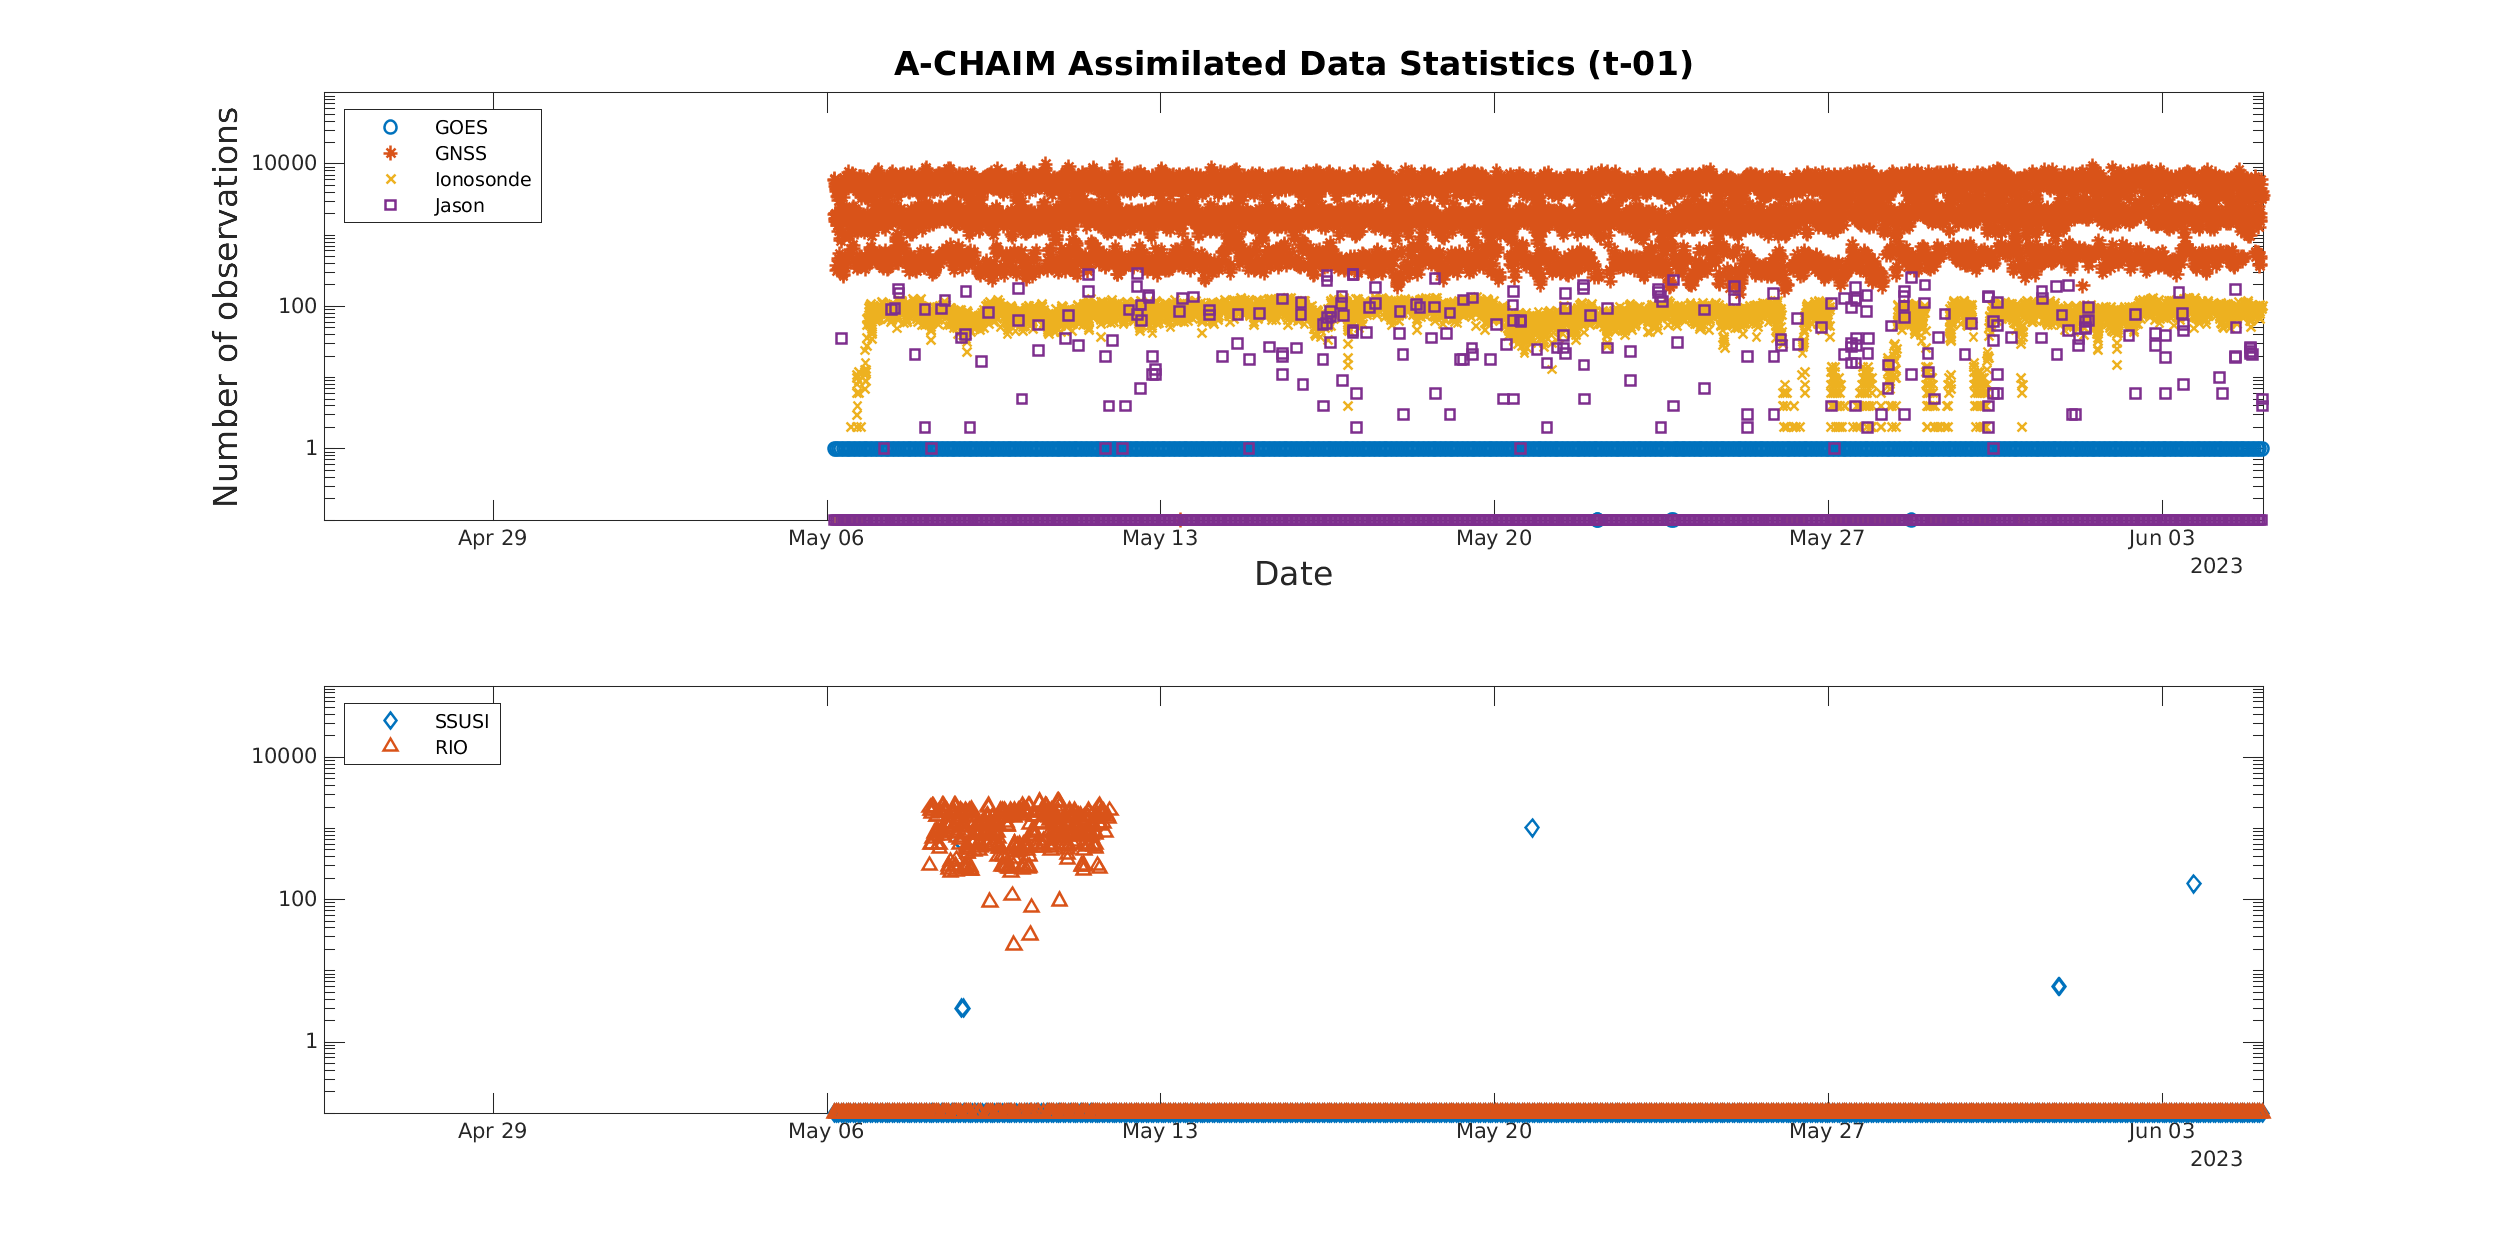 A-CHAIM Assimilated Data Statistics (t-01)
Number of observations
GOES
GNSS
Ionosonde
Jason
10000
100
1
Apr 29 May 06 May 13 May 20 May 27 Jun 03
2023
Date
SSUSI
RIO
10000
100
1
Apr 29 May 06 May 13 May 20 May 27 Jun 03
2023